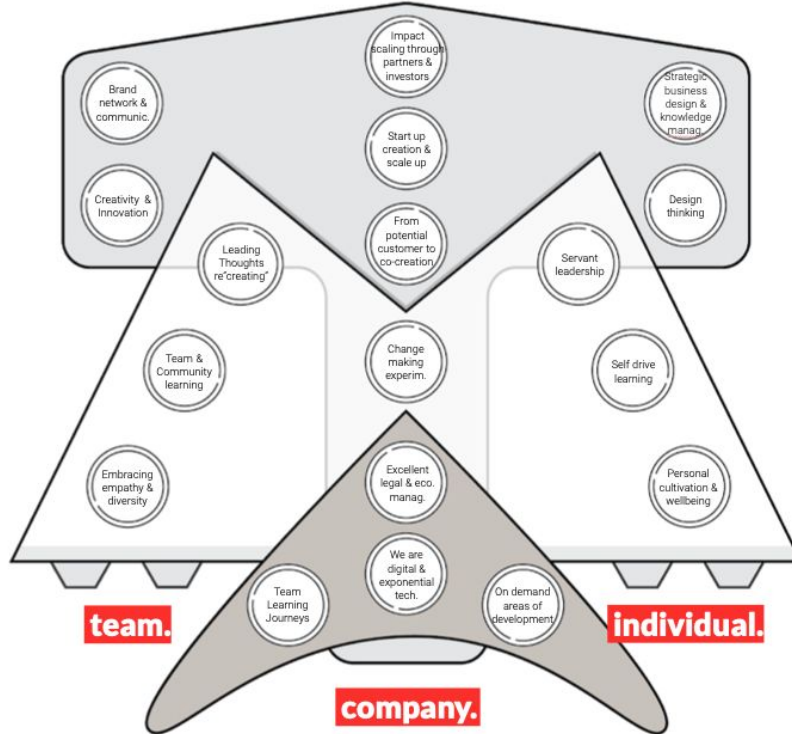 Impact
scaling through
partners &
investors
Brand
network &
communic.
Strategic
business
design &
knowledge
manag.
Start up
creation &
scale up
Creativity &
Innovation
Design
thinking
From
potential
customer to
co-creation
Leading
Thoughts
re"creating"
Servant
leadership
Change
making
experim.
Team &
Community
learning
Self drive
learning
Embracing
empathy &
diversity
Excellent
legal & eco.
manag.
Personal
cultivation &
wellbeing
We are
digital &
exponential
tech.
Team
Learning
Journeys
On demand
areas of
development
team.
individual.
company.